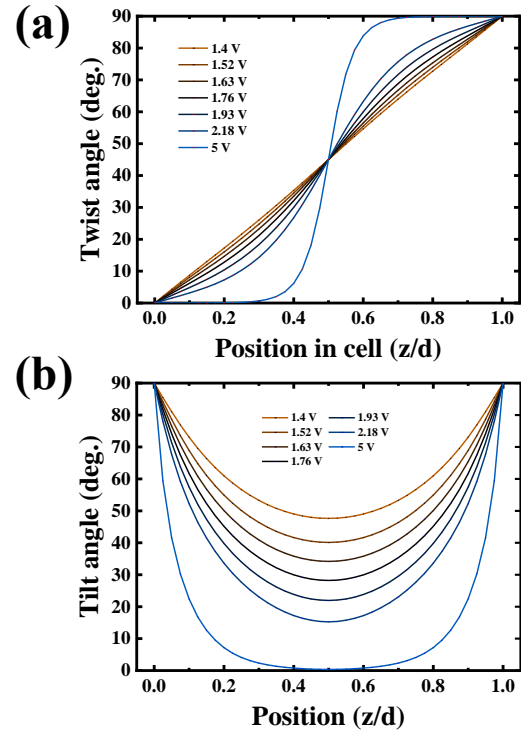 (a)
90
80
70
60
50
40
30
20
10
0
Twist angle (deg.)
1.4 V
1.52 V
1.63 V
1.76 V
1.93 V
2.18 V
5 V
0.0 0.2 0.4 0.6 0.8 1.0
Position in cell (z/d)
(b)
90
80
70
60
50
40
30
20
10
0
Tilt angle (deg.)
1.4 V 1.93 V
1.52 V 2.18 V
1.63 V 5 V
1.76 V
0.0 0.2 0.4 0.6 0.8 1.0
Position (z/d)